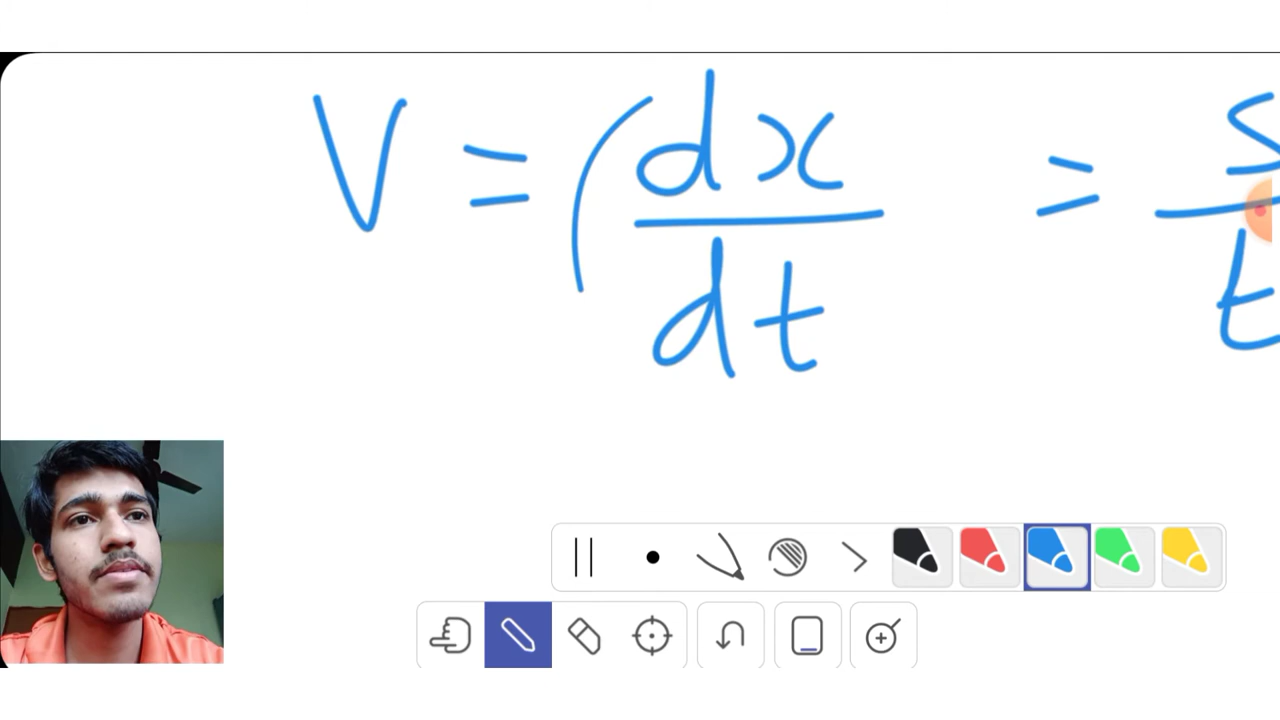 V = (dx/dt = s/t